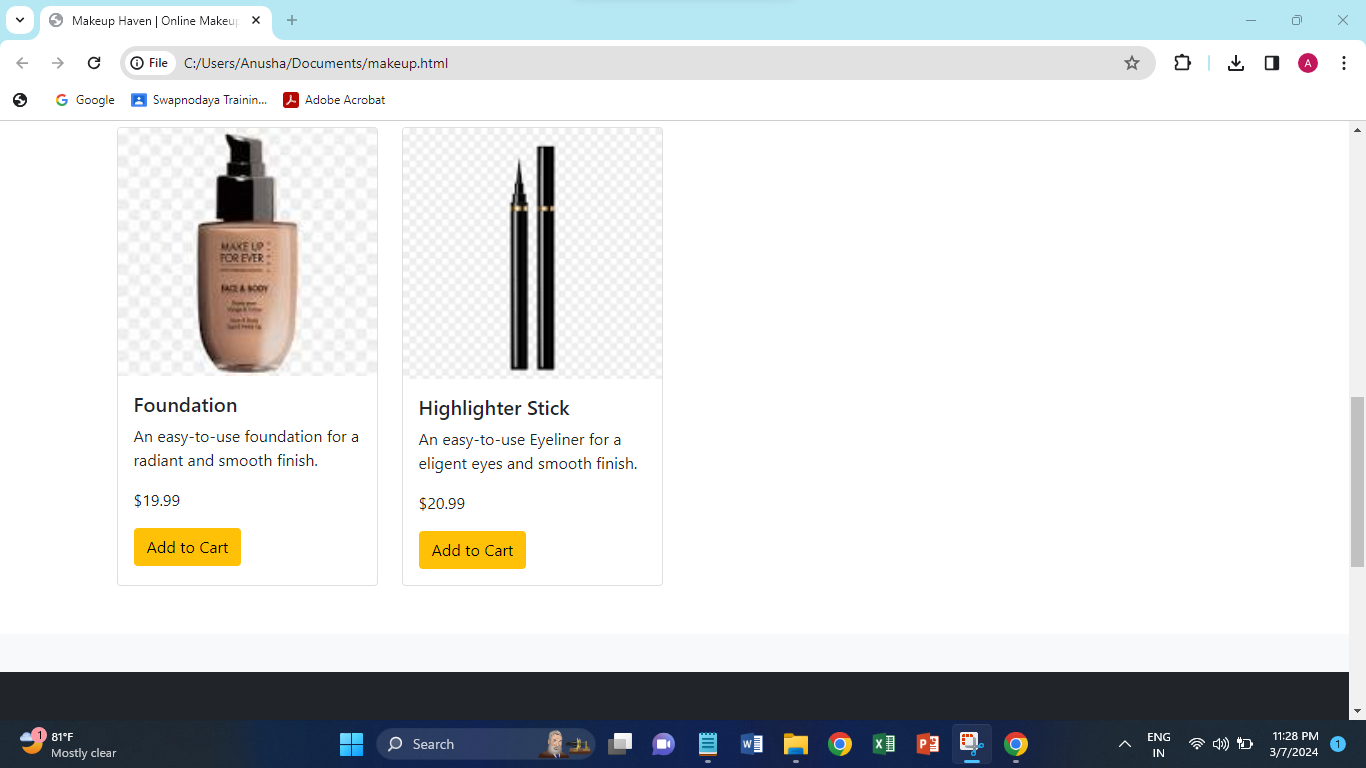 Makeup Haven | Online Makeup
File C:/Users/Anusha/Documents/makeup.html A
Google Swapnodaya Trainin... Adobe Acrobat
MAKE UP
FOR EVER
FACE & BODY
Foundation
An easy-to-use foundation for a
radiant and smooth finish.
$19.99
Add to Cart
Highlighter Stick
An easy-to-use Eyeliner for a
eligent eyes and smooth finish.
$20.99
Add to Cart
1
81°F
Mostly clear
Search
ENG
IN
11:28 PM
3/7/2024
1